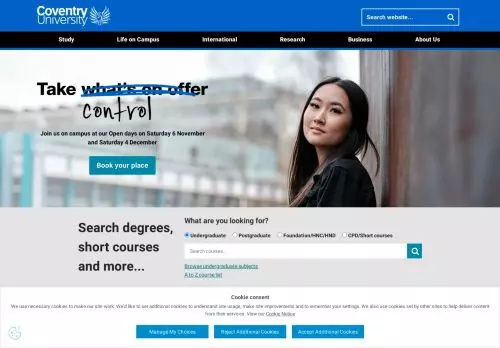 Coventry
University
Search website...
Study
Life on Campus
International
Research
Business
About Us
Take what's on offer
control
Join us on campus at our Open days on Saturday 6 November
and Saturday 4 December
Book your place
Search degrees,
short courses
and more...
What are you looking for?
Undergraduate
Postgraduate
Foundation/HNC/HND
CPD/Short courses
Search courses...
Browse undergraduate subjects
A to Z course list
Cookie consent
We use necessary cookies to make our site work. We'd like to set additional cookies to understand site usage, make site improvements and to remember your settings. We also use cookies set by other sites to help deliver content
from their services. View our Cookie Notice
Manage My Choices
Reject Additional Cookies
Accept Additional Cookies